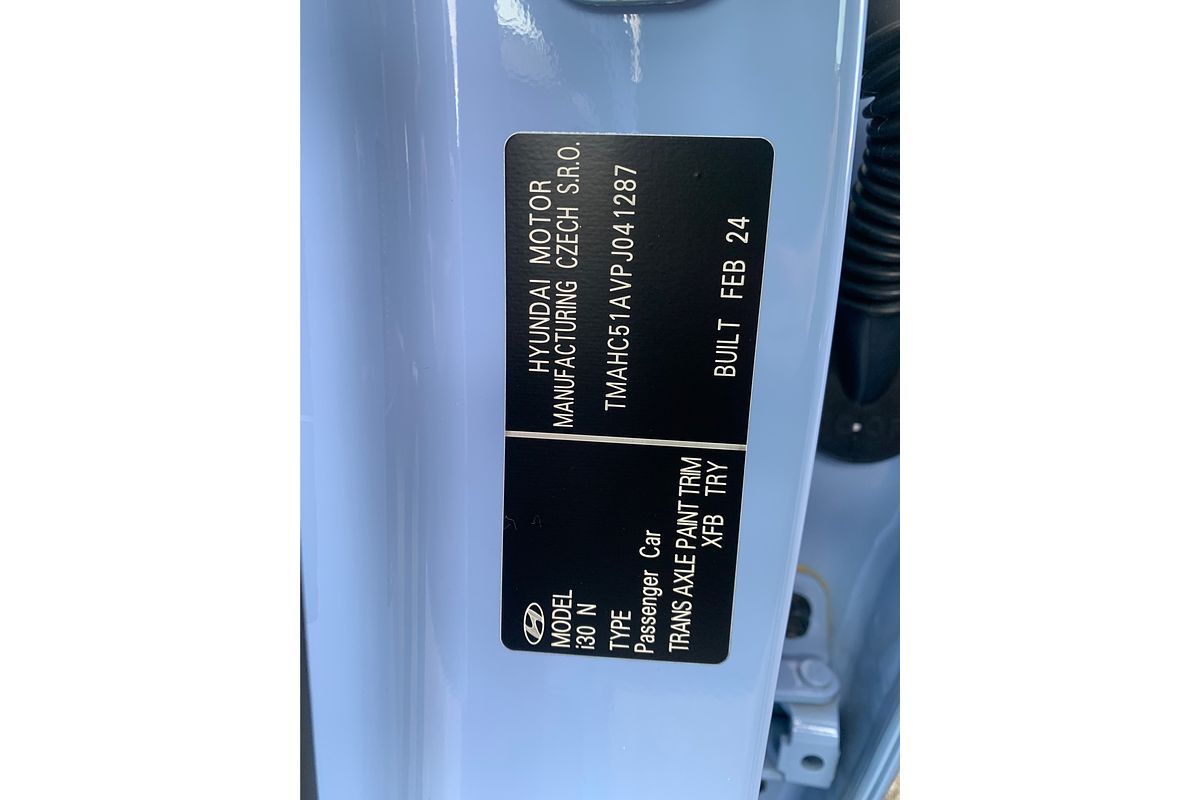 MODEL
i30 N
TYPE
Passenger Car
TRANS AXLE PAINT TRIM
XFB TRY
HYUNDAI MOTOR
MANUFACTURING CZECH S.R.O.
TMAHC51AVPJ041287
BUILT FEB 24